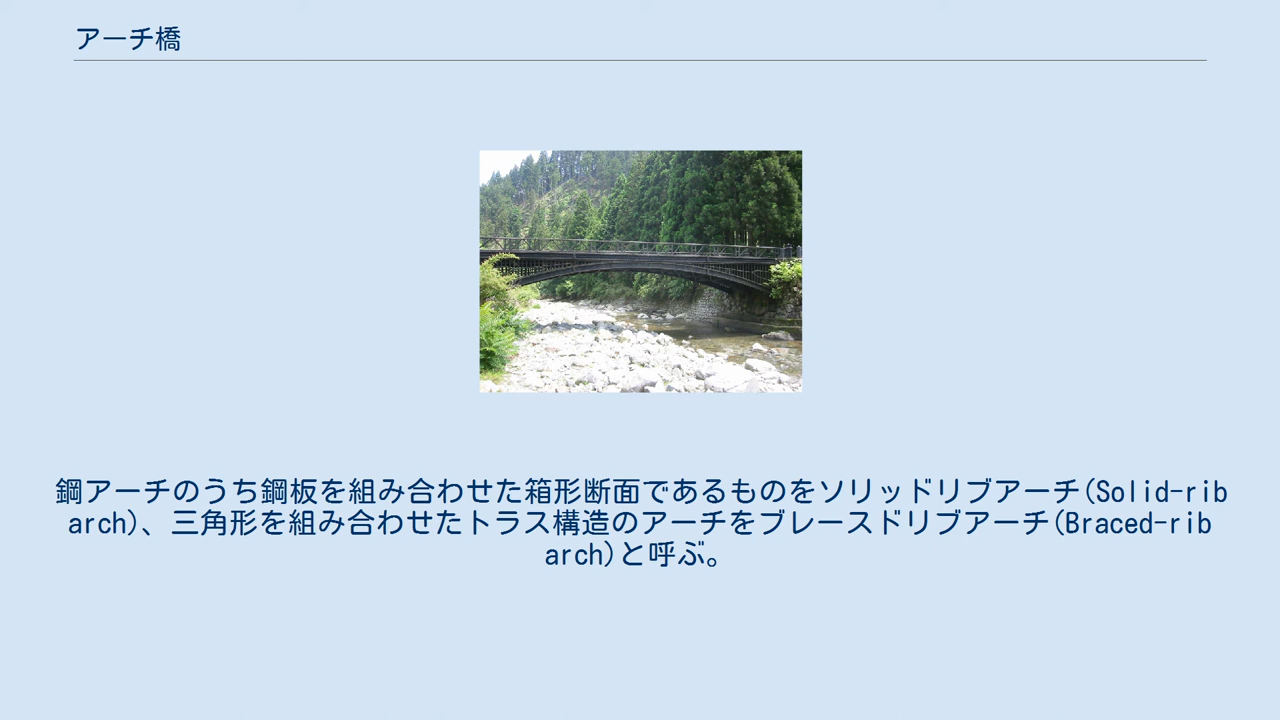 アーチ橋
鋼アーチのうち鋼板を組み合わせた箱形断面であるものをソリッドリブアーチ(Solid-rib
arch)、三角形を組み合わせたトラス構造のアーチをブレースドリブアーチ(Braced-rib
arch)と呼ぶ。